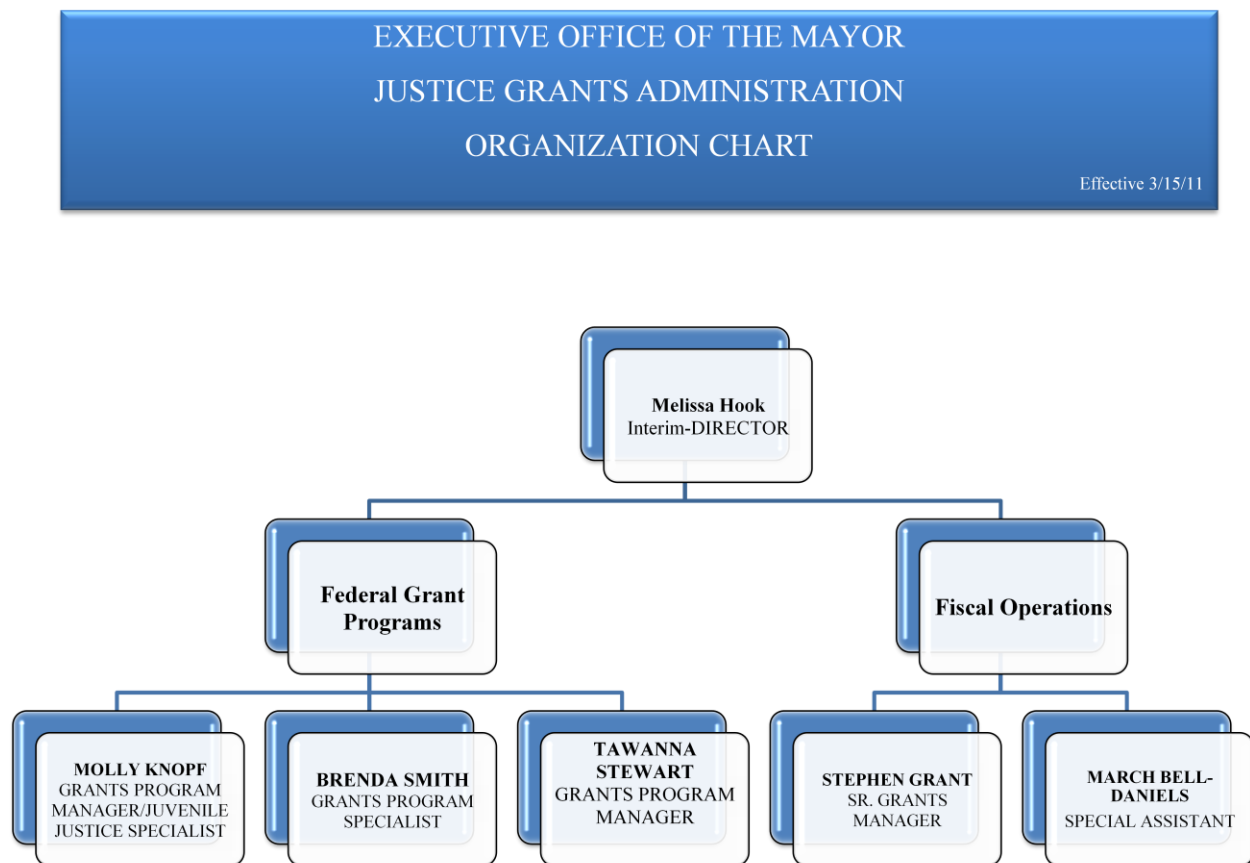 EXECUTIVE OFFICE OF THE MAYOR
JUSTICE GRANTS ADMINISTRATION
ORGANIZATION CHART
Effective 3/15/11
Melissa Hook
Interim-DIRECTOR
Federal Grant
Programs
Fiscal Operations
MOLLY KNOPF
GRANTS PROGRAM
MANAGER/JUVENILE
JUSTICE SPECIALIST
BRENDA SMITH
GRANTS PROGRAM
SPECIALIST
TAWANNA
STEWART
GRANTS PROGRAM
MANAGER
STEPHEN GRANT
SR. GRANTS
MANAGER
MARCH BELL-
DANIELS
SPECIAL ASSISTANT